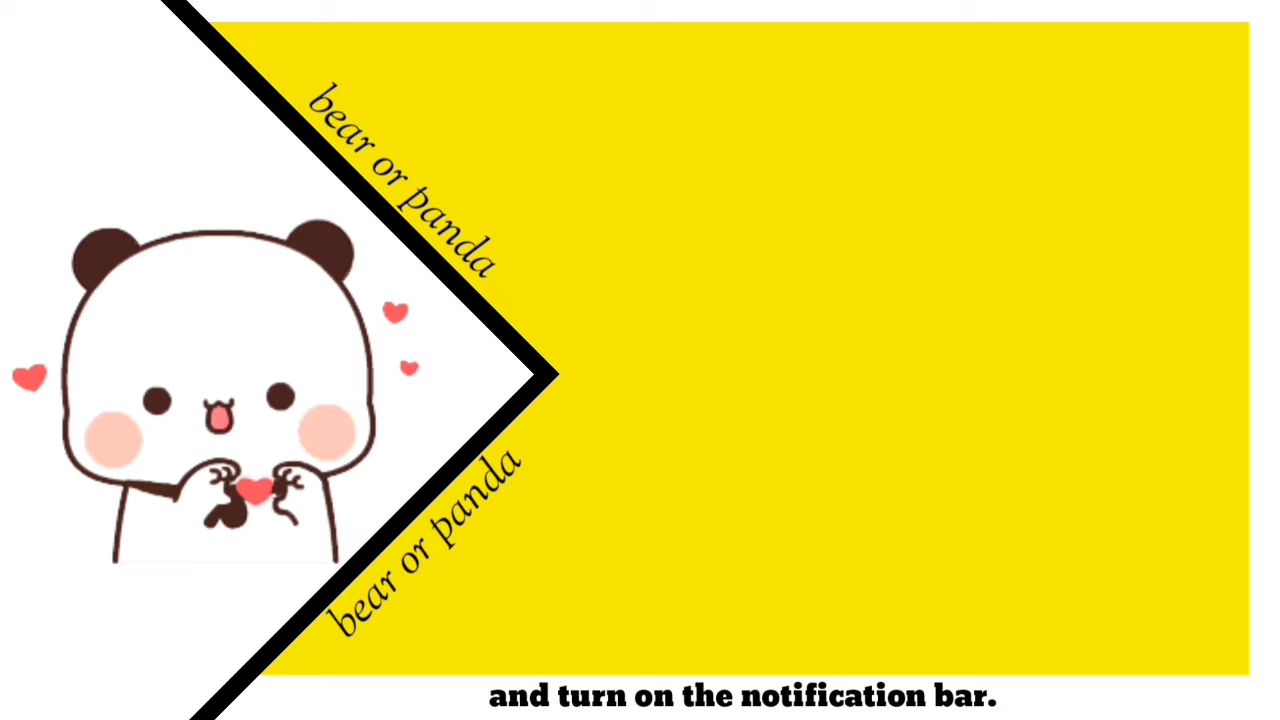 bear or panda
bear or panda
and turn on the notification bar.